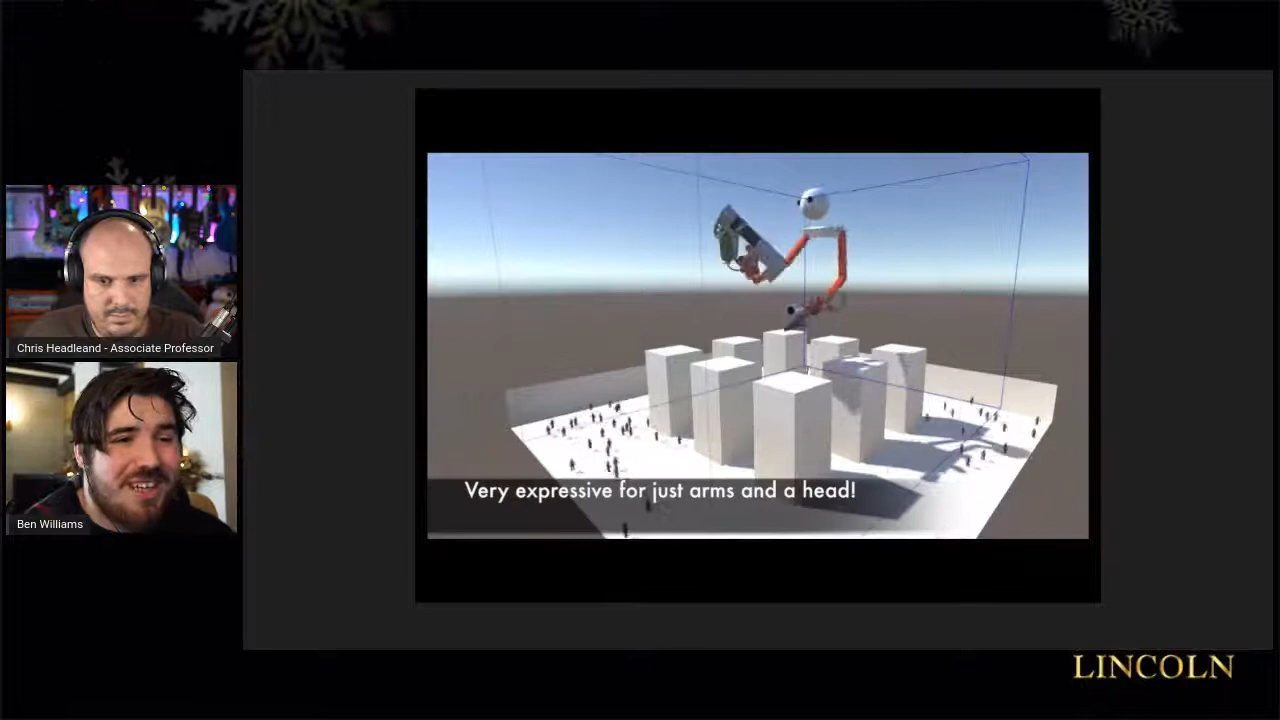 Chris Headleand - Associate Professor
Ben Williams
Very expressive for just arms and a head!
LINCOLN